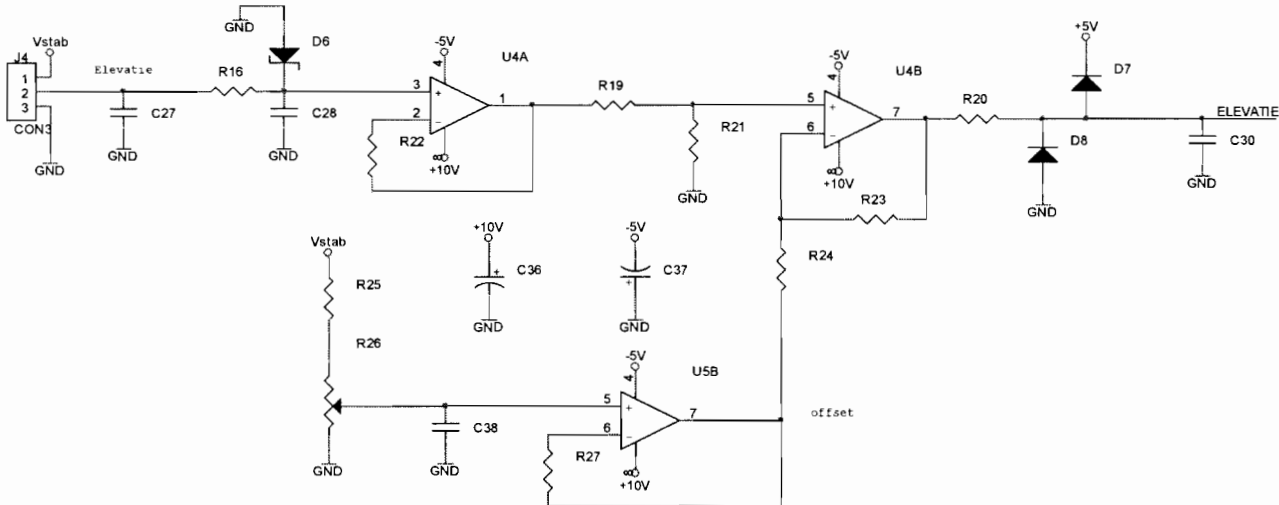 GND
D6
-5V
4
U4A
J4
Vstab
1
2
3
CON3
Elevatie
R16
C27
GND
C28
GND
GND
3
+
2
-
1
R22
8
+10V
R19
R21
GND
-5V
4
U4B
5
+
6
-
7
8
+10V
R20
R23
+5V
D7
D8
GND
ELEVATIE
C30
GND
R24
Vstab
R25
R26
GND
+10V
+
C36
GND
-5V
C37
+
GND
C38
GND
-5V
4
U5B
5
+
6
-
7
R27
8
+10V
offset